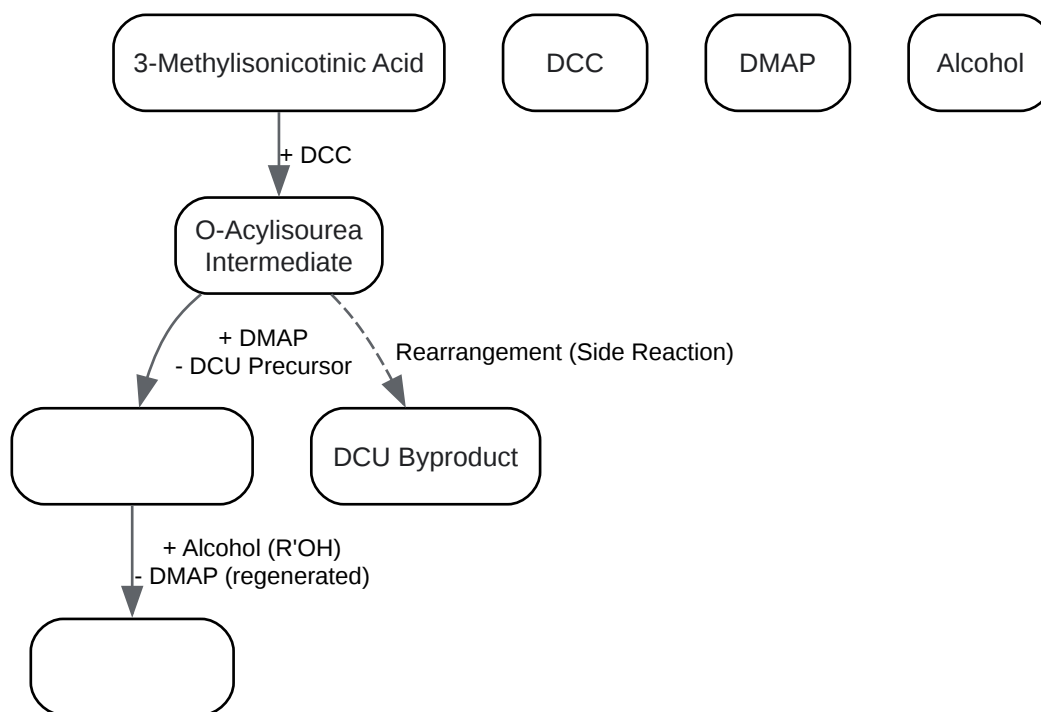 3-Methylisonicotinic Acid
DCC
DMAP
Alcohol
+ DCC
O-Acylisourea
Intermediate
+ DMAP
- DCU Precursor
Rearrangement (Side Reaction)
DCU Byproduct
+ Alcohol (R'OH)
- DMAP (regenerated)